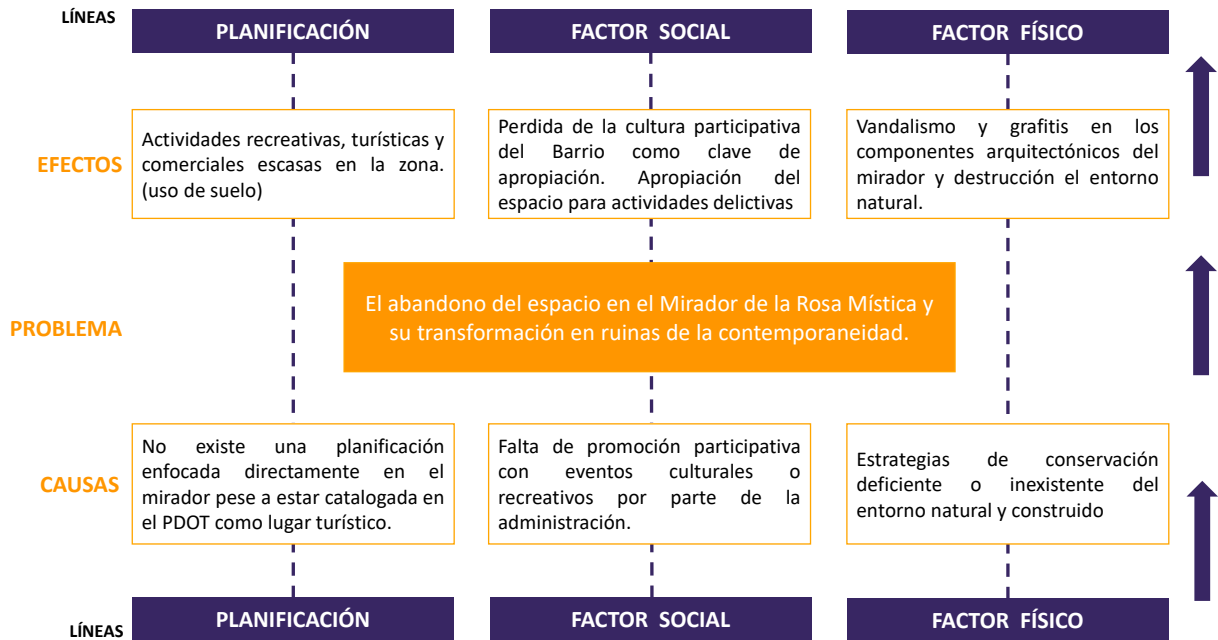 LÍNEAS
PLANIFICACIÓN
FACTOR SOCIAL
FACTOR FÍSICO
EFECTOS
Actividades recreativas, turísticas y
comerciales escasas en la zona.
(uso de suelo)
Perdida de la cultura participativa
del Barrio como clave de
apropiación. Apropiación del
espacio para actividades delictivas
Vandalismo y grafitis en los
componentes arquitectónicos del
mirador y destrucción el entorno
natural.
PROBLEMA
El abandono del espacio en el Mirador de la Rosa Mística y
su transformación en ruinas de la contemporaneidad.
CAUSAS
No existe una planificación
enfocada directamente en el
mirador pese a estar catalogada en
el PDOT como lugar turístico.
Falta de promoción participativa
con eventos culturales o
recreativos por parte de la
administración.
Estrategias de conservación
deficiente o inexistente del
entorno natural y construido
LÍNEAS
PLANIFICACIÓN
FACTOR SOCIAL
FACTOR FÍSICO